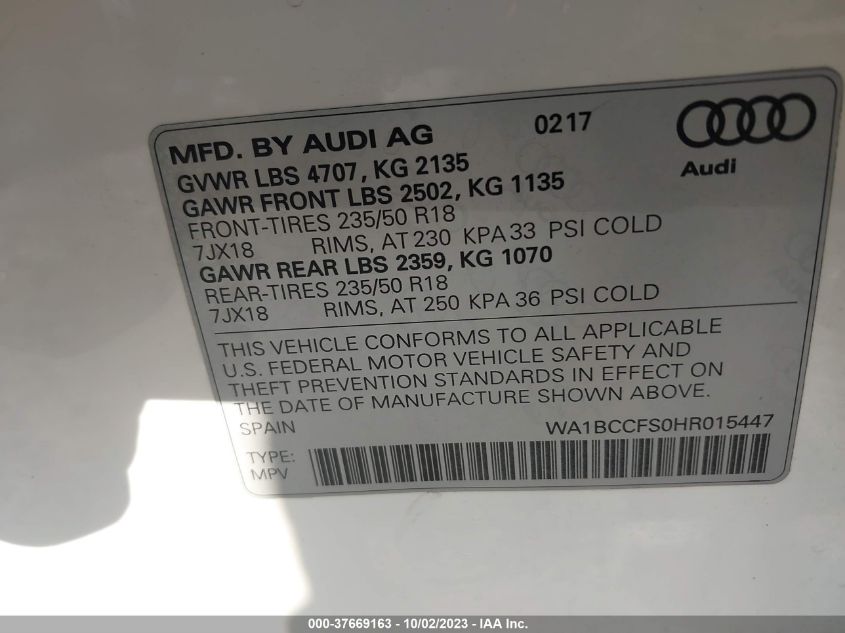 MFD. BY AUDI AG 0217
Audi
GVWR LBS 4707, KG 2135
GAWR FRONT LBS 2502, KG 1135
FRONT-TIRES 235/50 R18
7JX18 RIMS, AT 230 KPA 33 PSI COLD
GAWR REAR LBS 2359, KG 1070
REAR-TIRES 235/50 R18
7JX18 RIMS, AT 250 KPA 36 PSI COLD
THIS VEHICLE CONFORMS TO ALL APPLICABLE
U.S. FEDERAL MOTOR VEHICLE SAFETY AND
THEFT PREVENTION STANDARDS IN EFFECT ON
THE DATE OF MANUFACTURE SHOWN ABOVE.
SPAIN WA1BCCFS0HR015447
TYPE:
MPV
000-37669163 - 10/02/2023 - IAA Inc.